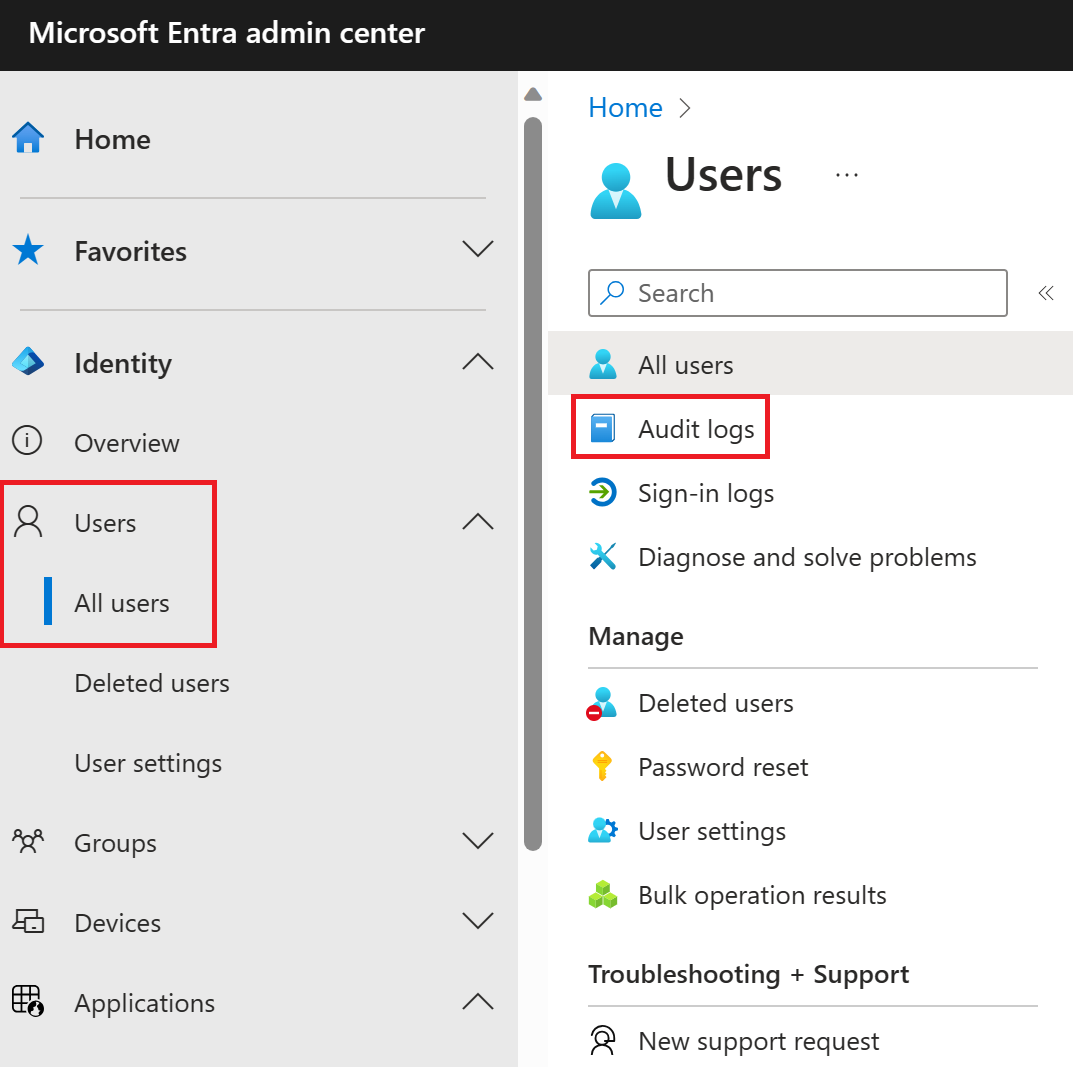 Microsoft Entra admin center
Home
Favorites
Identity
Overview
Users
All users
Deleted users
User settings
Groups
Devices
Applications
Home
Users
...
Search
All users
Audit logs
Sign-in logs
Diagnose and solve problems
Manage
Deleted users
Password reset
User settings
Bulk operation results
Troubleshooting + Support
New support request